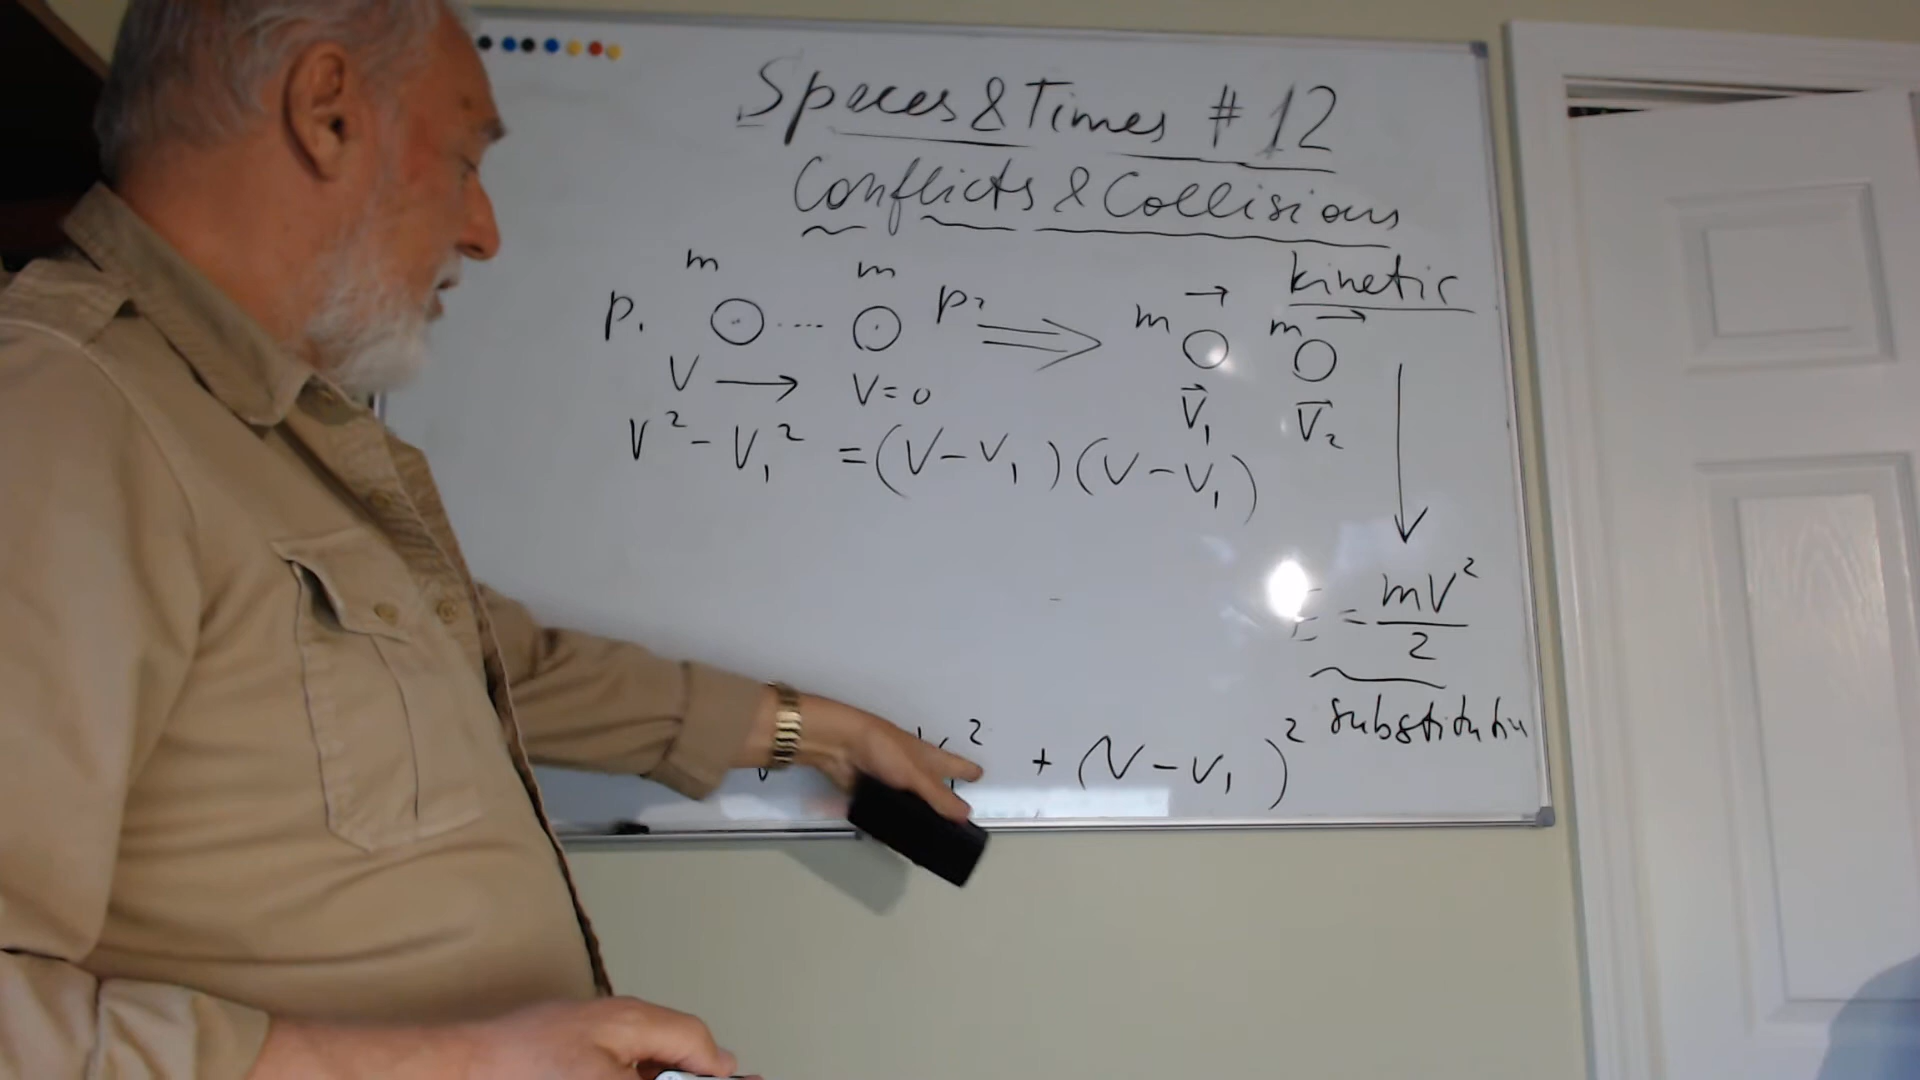 Spaces & Times # 12
Conflicts & Collisions
kinetic
m m m m
P1 P2
V → V = 0 V⃗1 V⃗2
V² - V1² = (V - V1)(V - V1)
E = mV²/2
substitution
V1² + (V - V1)²